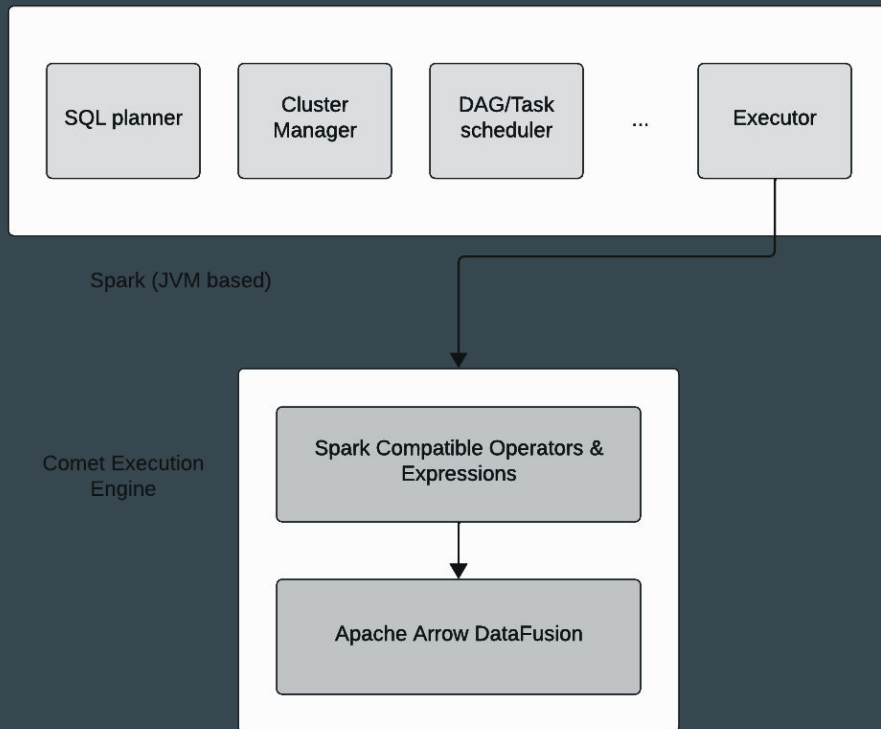 SQL planner
Cluster
Manager
DAG/Task
scheduler
...
Executor
Spark (JVM based)
Comet Execution
Engine
Spark Compatible Operators &
Expressions
Apache Arrow DataFusion